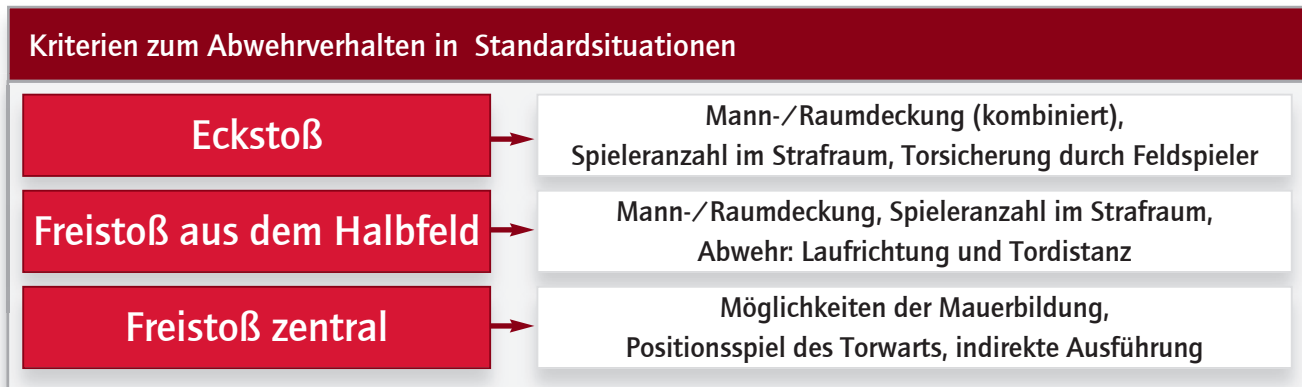 Kriterien zum Abwehrverhalten in Standardsituationen
Eckstoß
Mann-/Raumdeckung (kombiniert),
Spieleranzahl im Strafraum, Torsicherung durch Feldspieler
Freistoß aus dem Halbfeld
Mann-/Raumdeckung, Spieleranzahl im Strafraum,
Abwehr: Laufrichtung und Tordistanz
Freistoß zentral
Möglichkeiten der Mauerbildung,
Positionsspiel des Torwarts, indirekte Ausführung